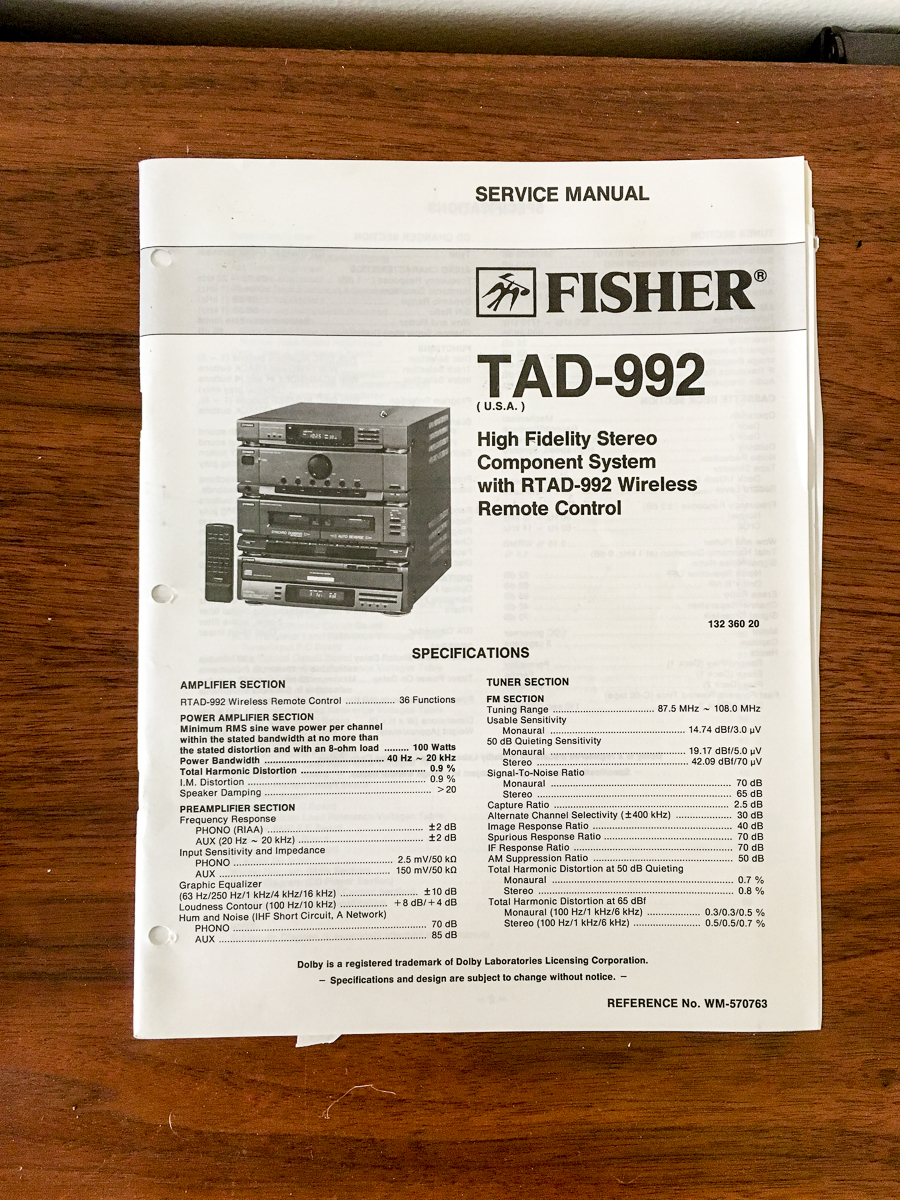 SERVICE MANUAL
FISHER®
TAD-992
( U.S.A. )
High Fidelity Stereo
Component System
with RTAD-992 Wireless
Remote Control
132 360 20
SPECIFICATIONS
AMPLIFIER SECTION
RTAD-992 Wireless Remote Control .................. 36 Functions
POWER AMPLIFIER SECTION
Minimum RMS sine wave power per channel
within the stated bandwidth at no more than
the stated distortion and with an 8-ohm load ......... 100 Watts
Power Bandwidth ........................................... 40 Hz ~ 20 kHz
Total Harmonic Distortion ............................................. 0.9 %
I.M. Distortion ................................................................ 0.9 %
Speaker Damping ............................................................ >20
PREAMPLIFIER SECTION
Frequency Response
PHONO (RIAA) ......................................................... ±2 dB
AUX (20 Hz ~ 20 kHz) ............................................. ±2 dB
Input Sensitivity and Impedance
PHONO ......................................................... 2.5 mV/50 kΩ
AUX ............................................................. 150 mV/50 kΩ
Graphic Equalizer
(63 Hz/250 Hz/1 kHz/4 kHz/16 kHz) ............................ ±10 dB
Loudness Contour (100 Hz/10 kHz) .................... +8 dB/+4 dB
Hum and Noise (IHF Short Circuit, A Network)
PHONO ..................................................................... 70 dB
AUX ........................................................................... 85 dB
TUNER SECTION
FM SECTION
Tuning Range .................................... 87.5 MHz ~ 108.0 MHz
Usable Sensitivity
Monaural ................................................ 14.74 dBf/3.0 µV
50 dB Quieting Sensitivity
Monaural ................................................ 19.17 dBf/5.0 µV
Stereo .................................................... 42.09 dBf/70 µV
Signal-To-Noise Ratio
Monaural ................................................................. 70 dB
Stereo ..................................................................... 65 dB
Capture Ratio ............................................................. 2.5 dB
Alternate Channel Selectivity (±400 kHz) .................... 30 dB
Image Response Ratio ................................................ 40 dB
Spurious Response Ratio ............................................ 70 dB
IF Response Ratio ....................................................... 70 dB
AM Suppression Ratio ................................................ 50 dB
Total Harmonic Distortion at 50 dB Quieting
Monaural ................................................................. 0.7 %
Stereo ..................................................................... 0.8 %
Total Harmonic Distortion at 65 dBf
Monaural (100 Hz/1 kHz/6 kHz) ................... 0.3/0.3/0.5 %
Stereo (100 Hz/1 kHz/6 kHz) ........................ 0.5/0.5/0.7 %
Dolby is a registered trademark of Dolby Laboratories Licensing Corporation.
– Specifications and design are subject to change without notice. –
REFERENCE No. WM-570763